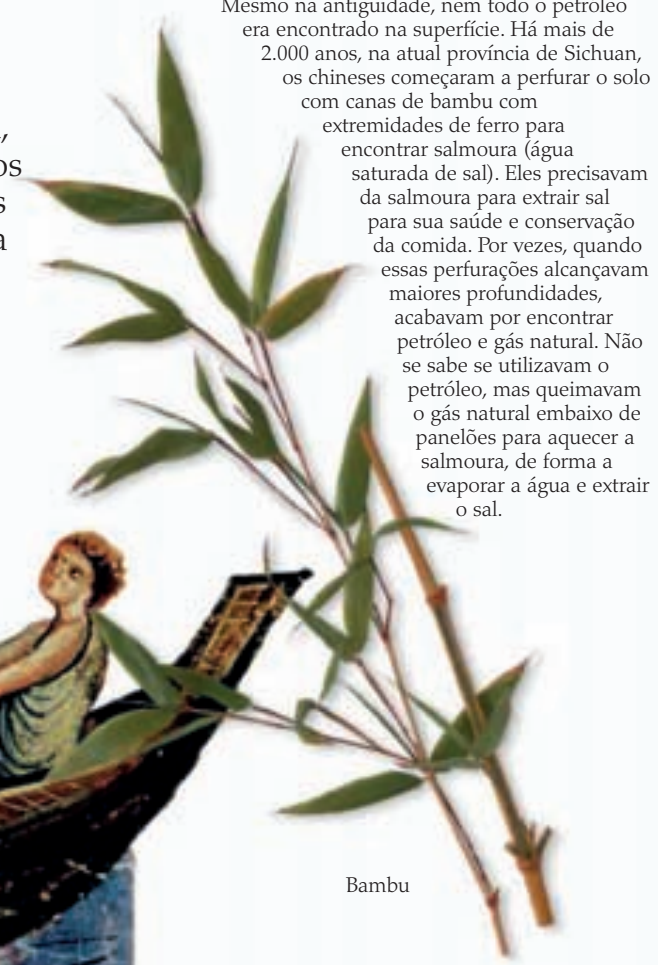 Mesmo na antiguidade, nem todo o petróleo
era encontrado na superfície. Há mais de
2.000 anos, na atual província de Sichuan,
os chineses começaram a perfurar o solo
com canas de bambu com
extremidades de ferro para
encontrar salmoura (água
saturada de sal). Eles precisavam
da salmoura para extrair sal
para sua saúde e conservação
da comida. Por vezes, quando
essas perfurações alcançavam
maiores profundidades,
acabavam por encontrar
petróleo e gás natural. Não
se sabe se utilizavam o
petróleo, mas queimavam
o gás natural embaixo de
panelões para aquecer a
salmoura, de forma a
evaporar a água e extrair
o sal.
Bambu